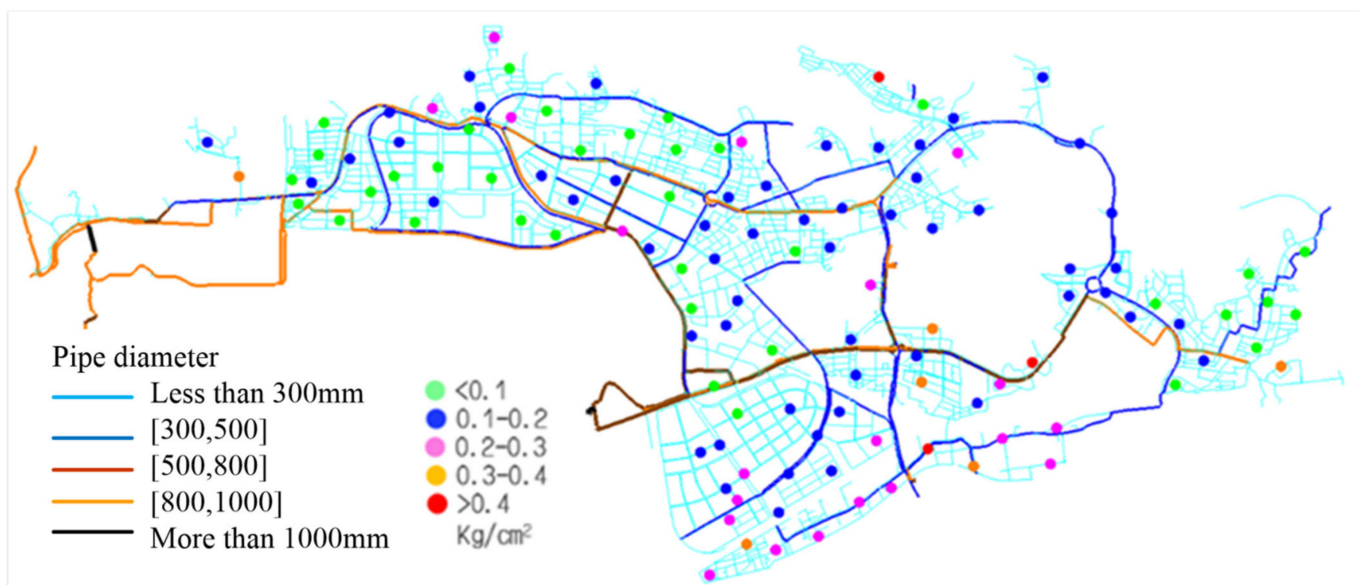 Pipe diameter
Less than 300mm
[300,500]
[500,800]
[800,1000]
More than 1000mm
<0.1
0.1-0.2
0.2-0.3
0.3-0.4
>0.4
Kg/cm²